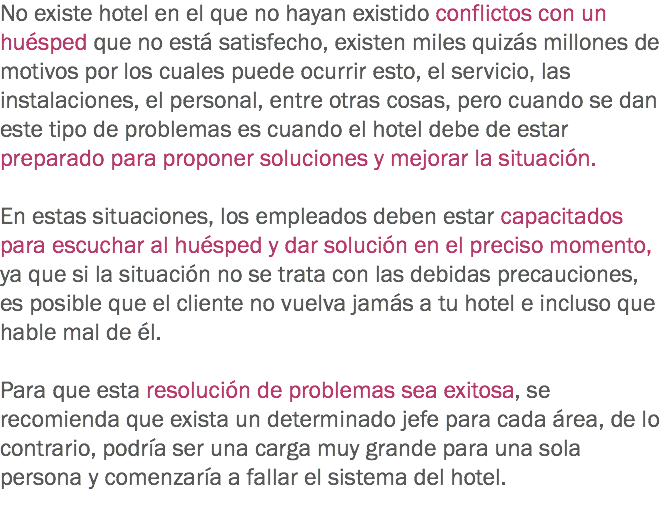 No existe hotel en el que no hayan existido conflictos con un
huésped que no está satisfecho, existen miles quizás millones de
motivos por los cuales puede ocurrir esto, el servicio, las
instalaciones, el personal, entre otras cosas, pero cuando se dan
este tipo de problemas es cuando el hotel debe de estar
preparado para proponer soluciones y mejorar la situación.
En estas situaciones, los empleados deben estar capacitados
para escuchar al huésped y dar solución en el preciso momento,
ya que si la situación no se trata con las debidas precauciones,
es posible que el cliente no vuelva jamás a tu hotel e incluso que
hable mal de él.
Para que esta resolución de problemas sea exitosa, se
recomienda que exista un determinado jefe para cada área, de lo
contrario, podría ser una carga muy grande para una sola
persona y comenzaría a fallar el sistema del hotel.